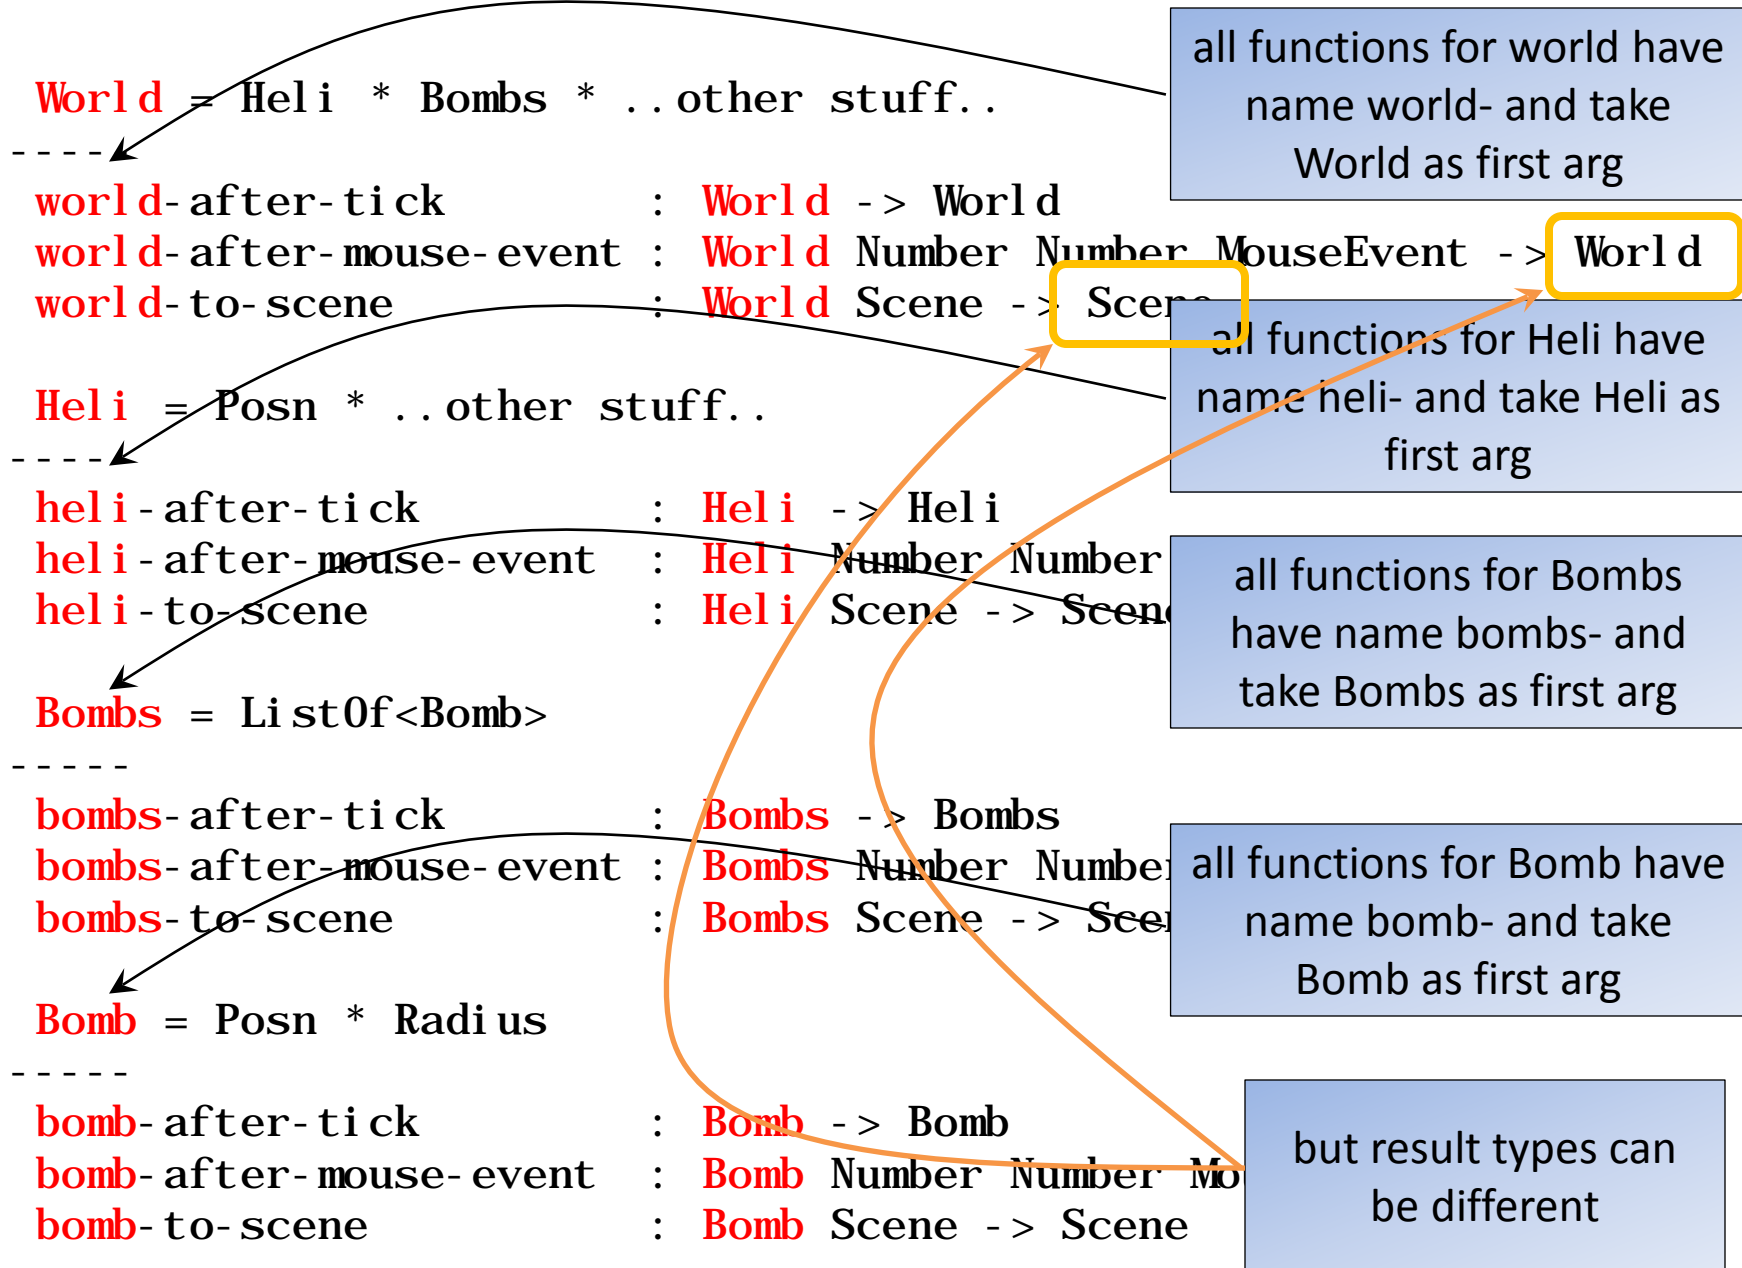 World = Heli * Bombs * ..other stuff..
----
world-after-tick : World -> World
world-after-mouse-event : World Number Number MouseEvent -> World
world-to-scene : World Scene -> Scene
Heli = Posn * ..other stuff..
----
heli-after-tick : Heli -> Heli
heli-after-mouse-event : Heli Number Number
heli-to-scene : Heli Scene -> Scene
Bombs = ListOf<Bomb>
-----
bombs-after-tick : Bombs -> Bombs
bombs-after-mouse-event : Bombs Number Number
bombs-to-scene : Bombs Scene -> Scene
Bomb = Posn * Radius
-----
bomb-after-tick : Bomb -> Bomb
bomb-after-mouse-event : Bomb Number Number
bomb-to-scene : Bomb Scene -> Scene
all functions for world have
name world- and take
World as first arg
all functions for Heli have
name heli- and take Heli as
first arg
all functions for Bombs
have name bombs- and
take Bombs as first arg
all functions for Bomb have
name bomb- and take
Bomb as first arg
but result types can
be different